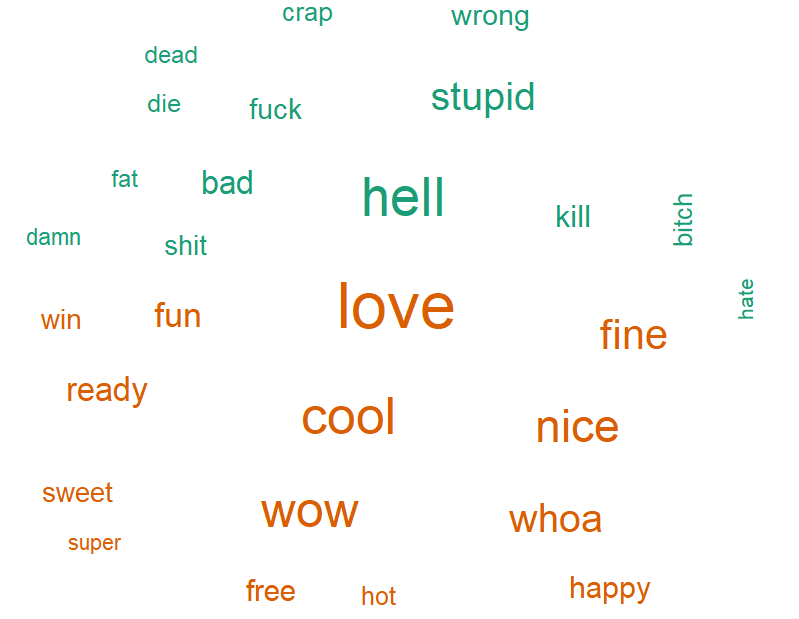 crap
wrong
dead
stupid
die
fuck
fat
bad
hell
kill
bitch
damn
shit
hate
love
win
fun
fine
ready
cool
nice
sweet
wow
whoa
super
free
hot
happy